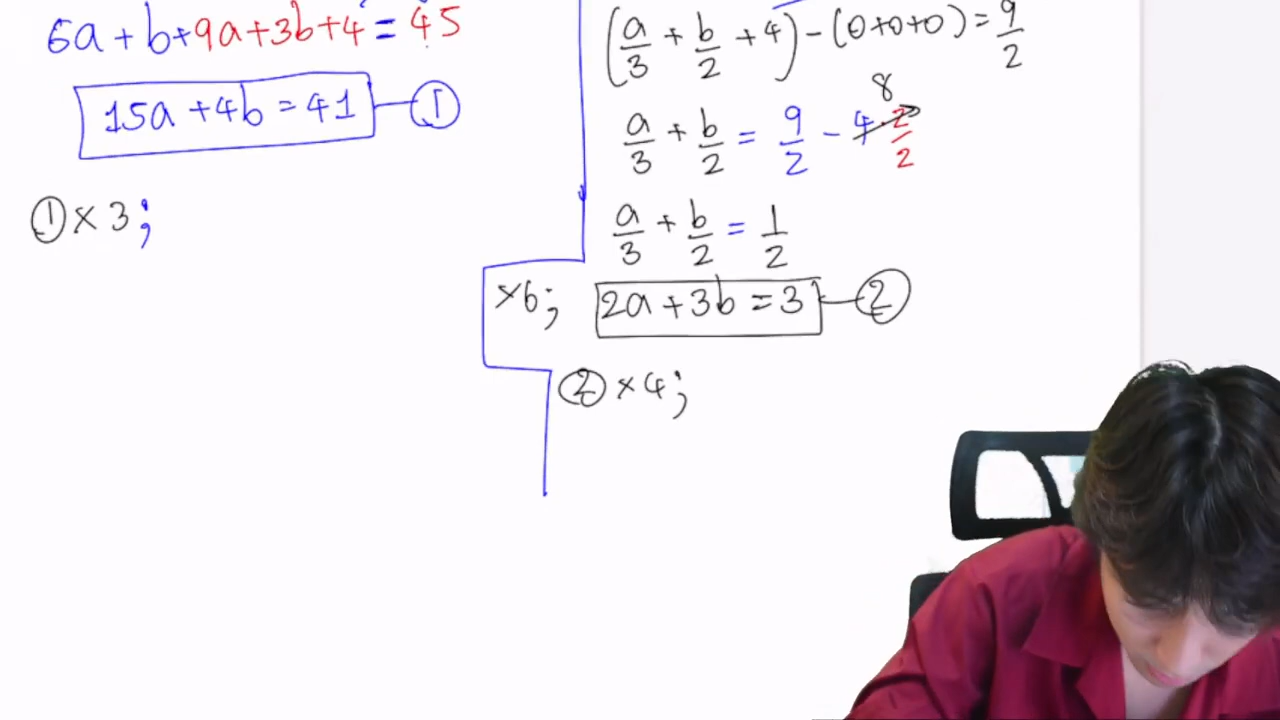 6a+b+9a+3b+4=45
15a+4b=41 —①
①×3;
(a/3 + b/2 + 4) - (0+0+0) = 9/2
8
a/3 + b/2 = 9/2 - 4·2/2
a/3 + b/2 = 1/2
×6; 2a+3b=3 —②
②×4;